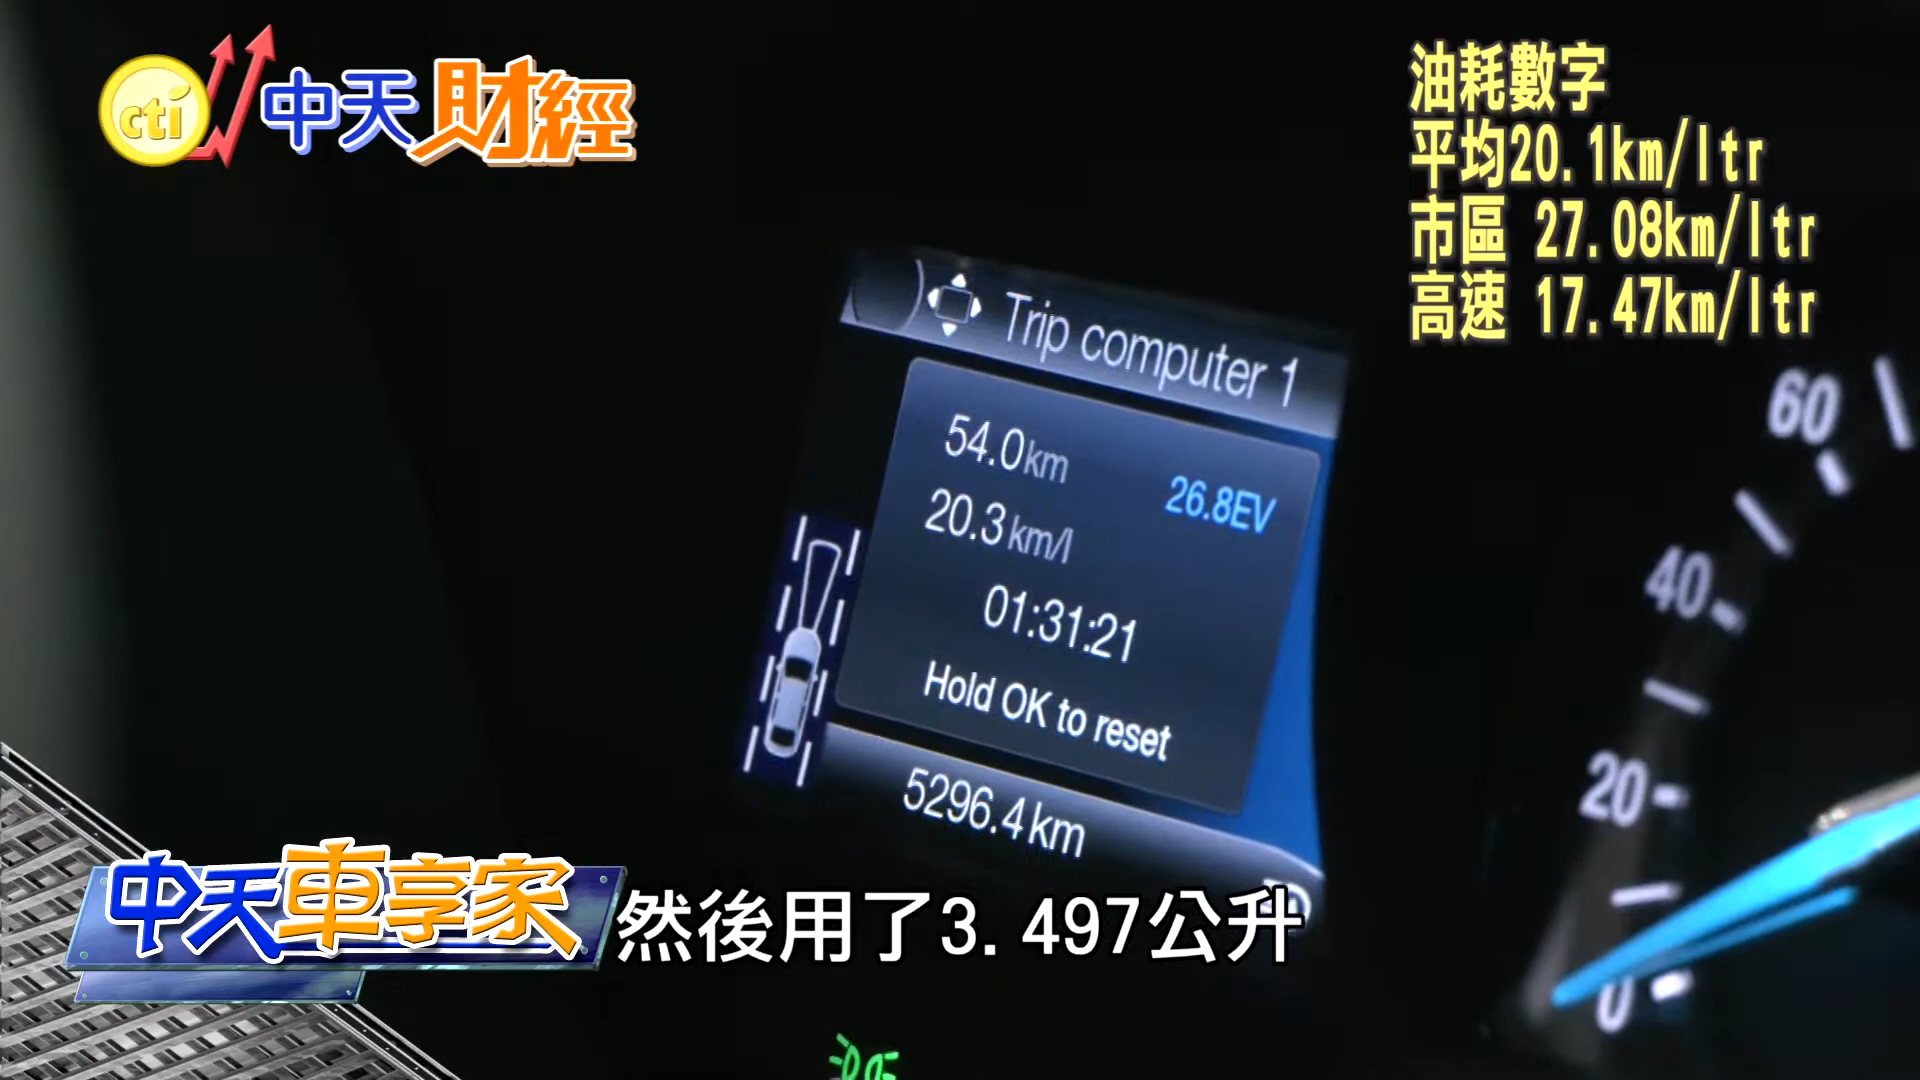 cti 中天財經
油耗數字
平均20.1km/ltr
市區 27.08km/ltr
高速 17.47km/ltr
Trip computer 1
54.0km
26.8EV
20.3km/l
01:31:21
Hold OK to reset
5296.4km
60
40
20
0
中天車享家
然後用了3.497公升